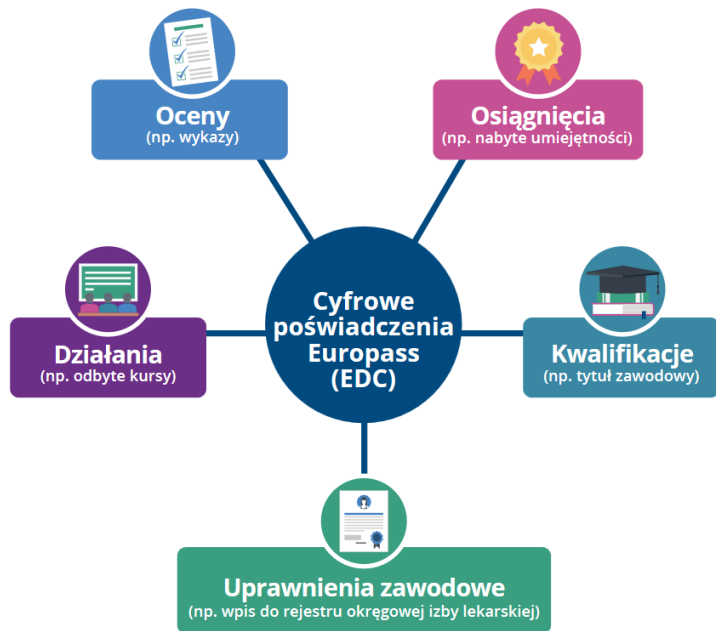 Oceny
(np. wykazy)
Osiągnięcia
(np. nabyte umiejętności)
Cyfrowe
poświadczenia
Europass
(EDC)
Działania
(np. odbyte kursy)
Kwalifikacje
(np. tytuł zawodowy)
Uprawnienia zawodowe
(np. wpis do rejestru okręgowej izby lekarskiej)